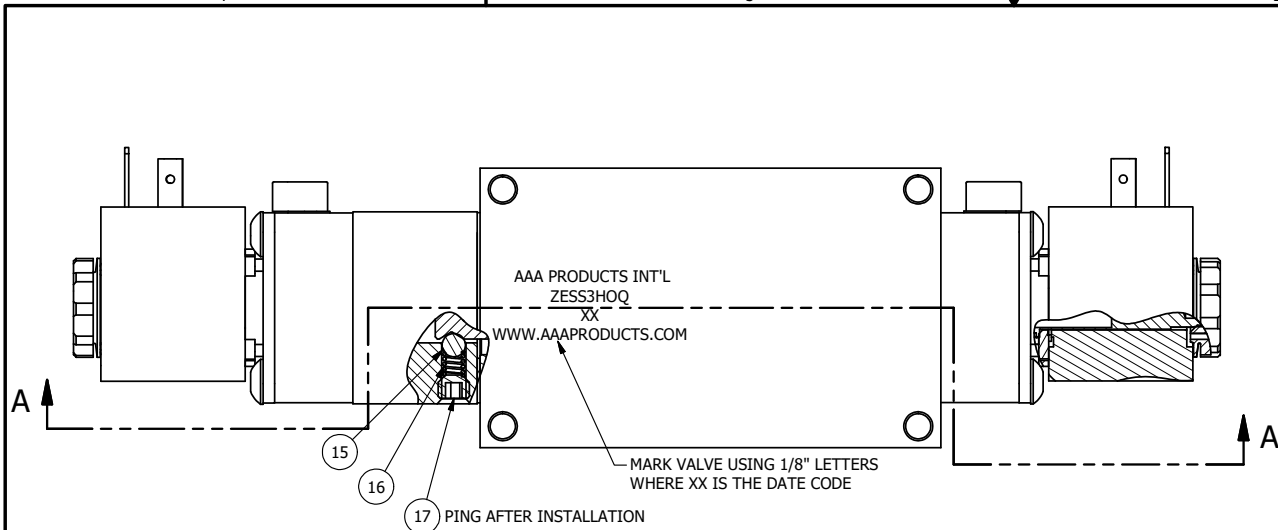 AAA PRODUCTS INT'L
ZESS3HOQ
XX
WWW.AAAPRODUCTS.COM
A
A
15
16
17 PING AFTER INSTALLATION
MARK VALVE USING 1/8" LETTERS
WHERE XX IS THE DATE CODE